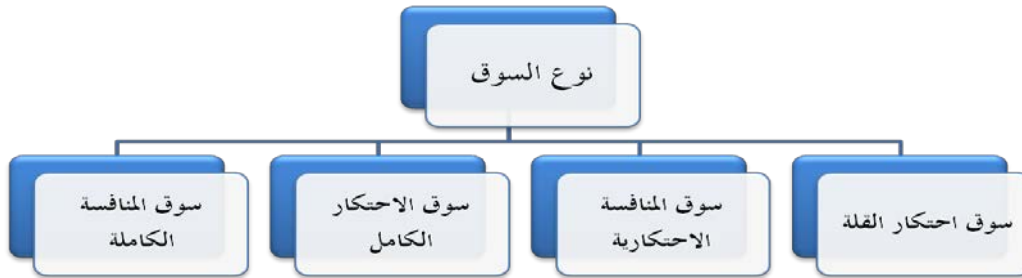 نوع السوق
سوق احتكار القلة
سوق المنافسة
الاحتكارية
سوق الاحتكار
الكامل
سوق المنافسة
الكاملة